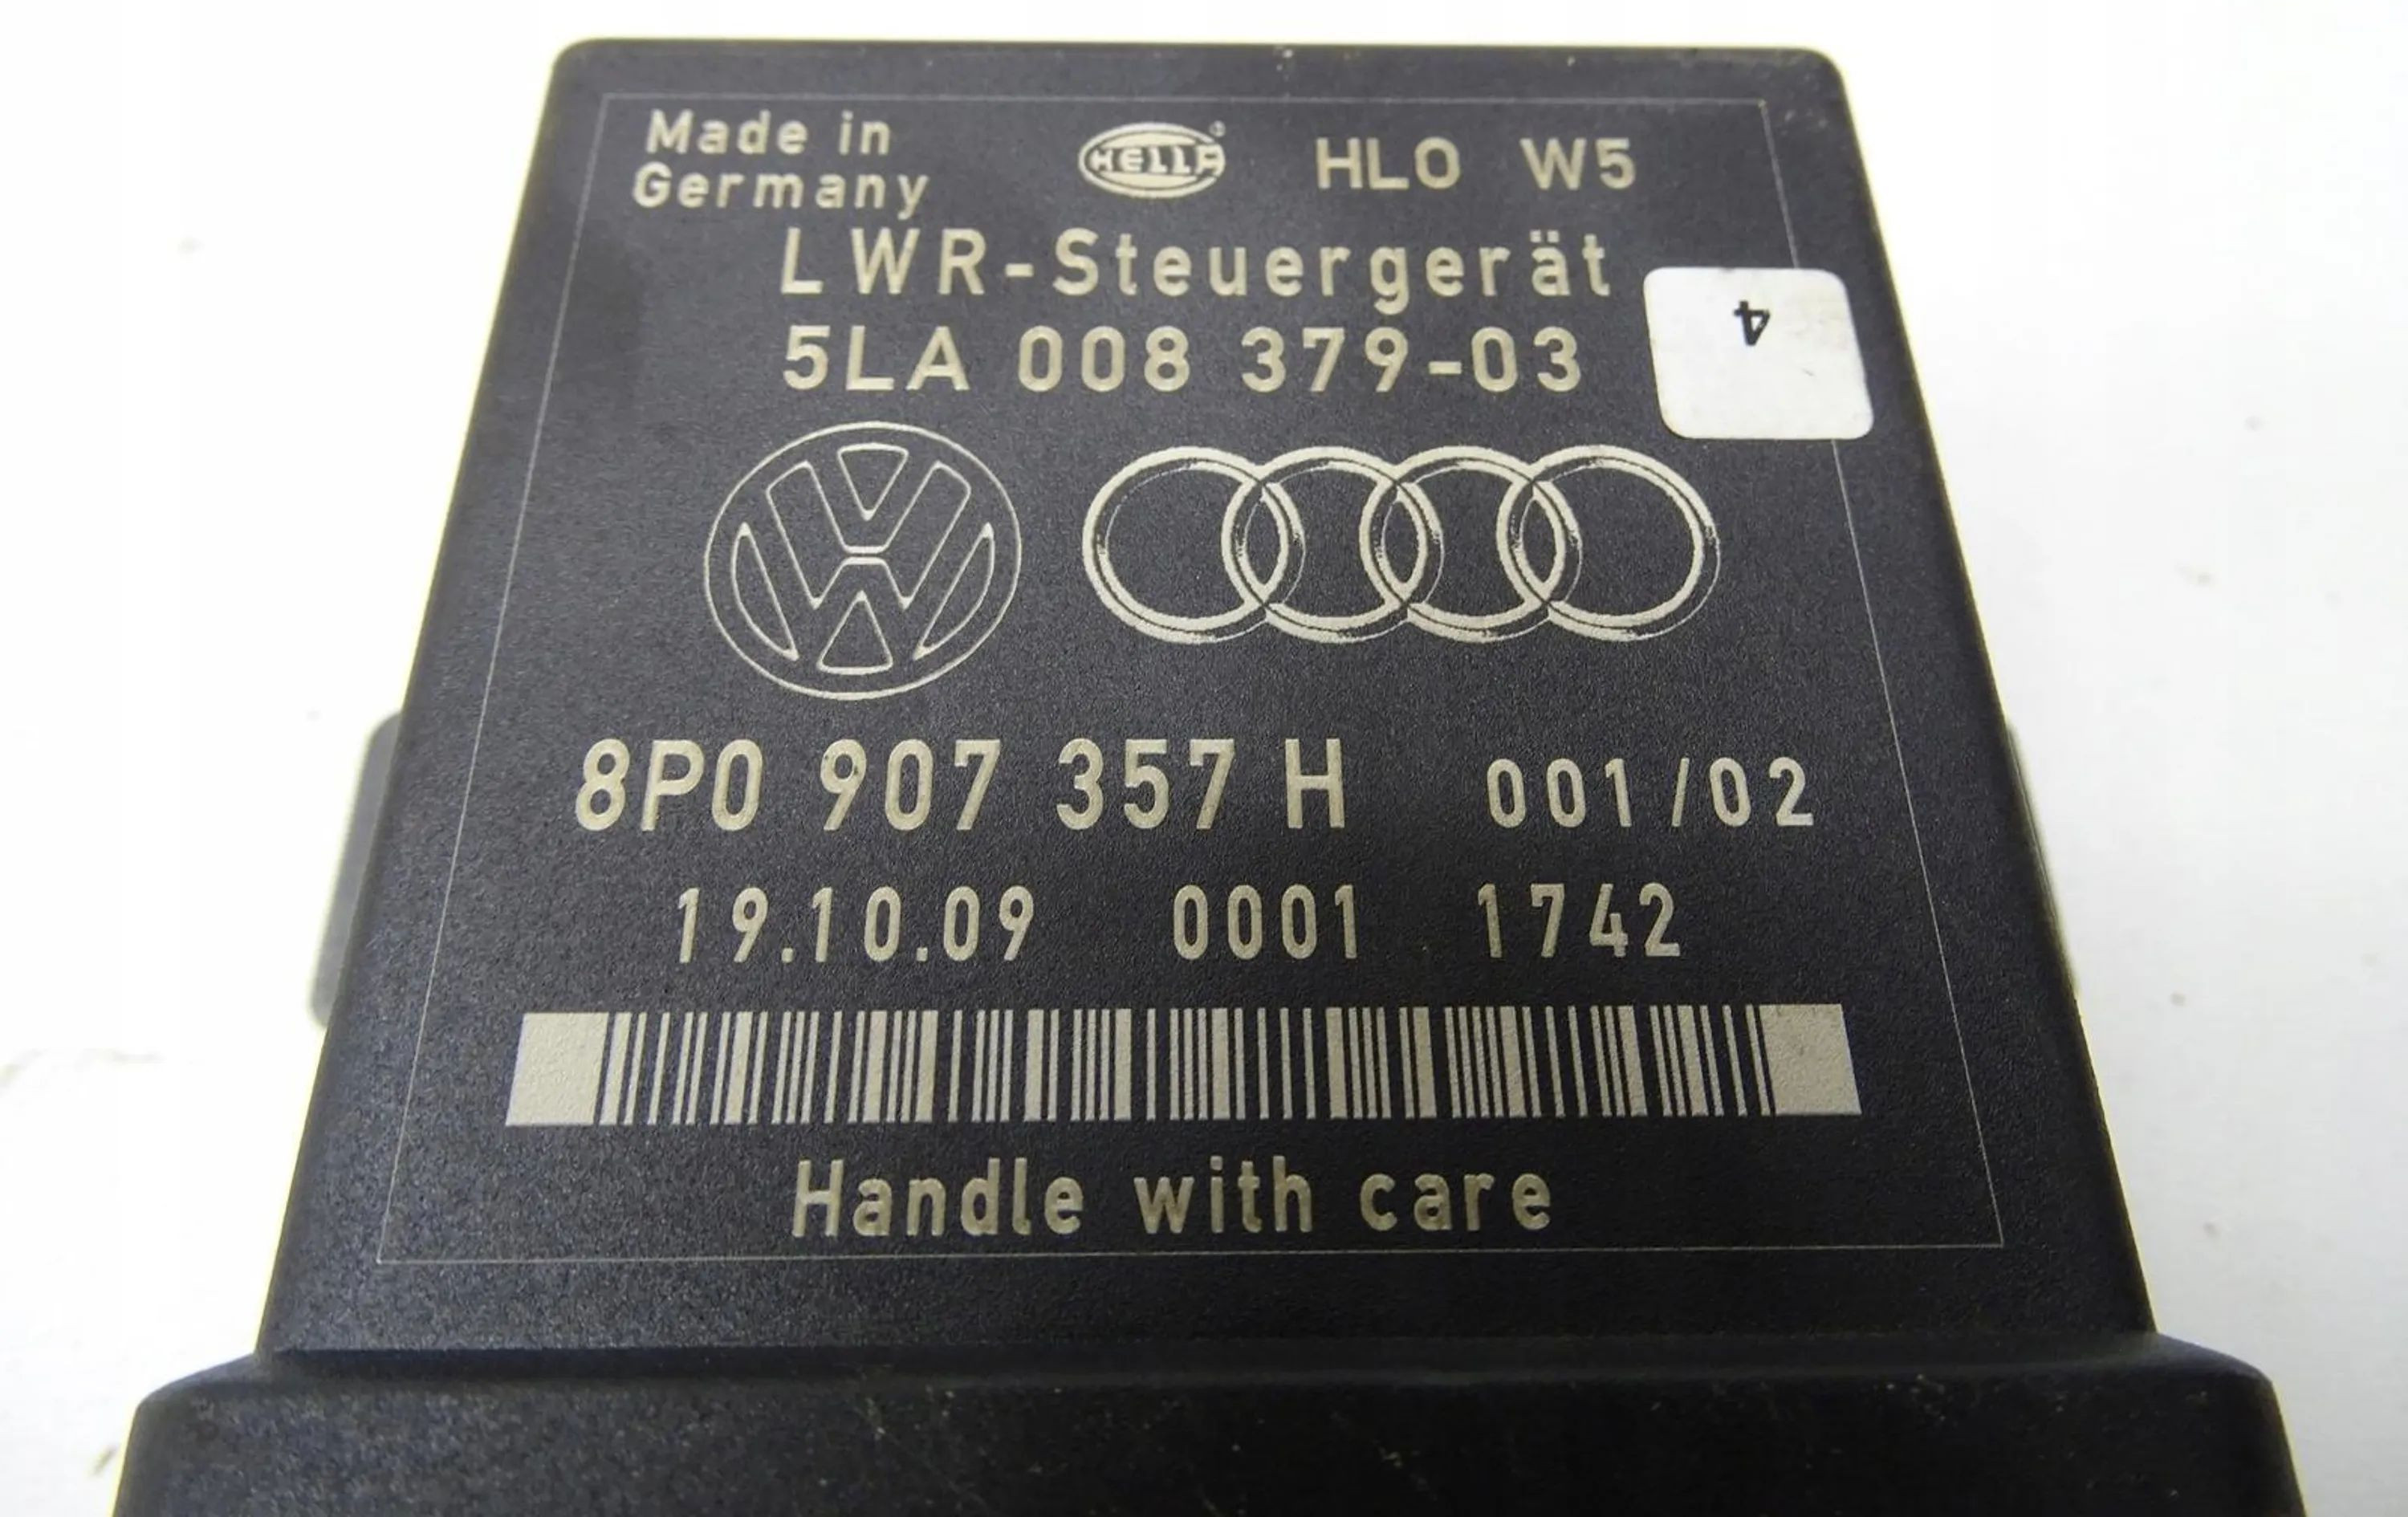 Made in
Germany
HELLA
HLO W5
LWR-Steuergerät
5LA 008 379-03
4
8P0 907 357 H 001/02
19.10.09 0001 1742
Handle with care